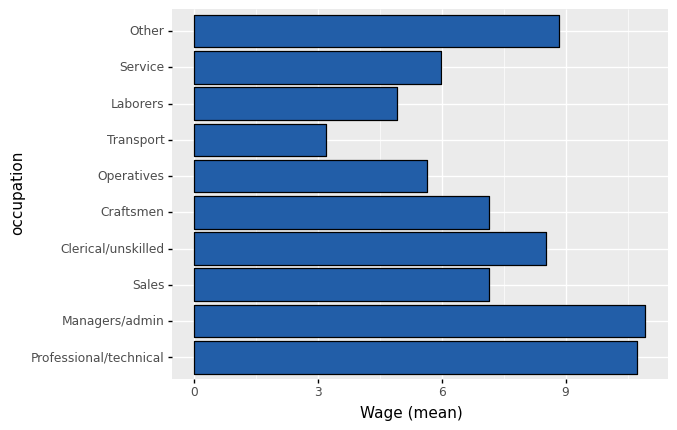 Other
Service
Laborers
Transport
Operatives
Craftsmen
Clerical/unskilled
Sales
Managers/admin
Professional/technical
occupation
0 3 6 9
Wage (mean)